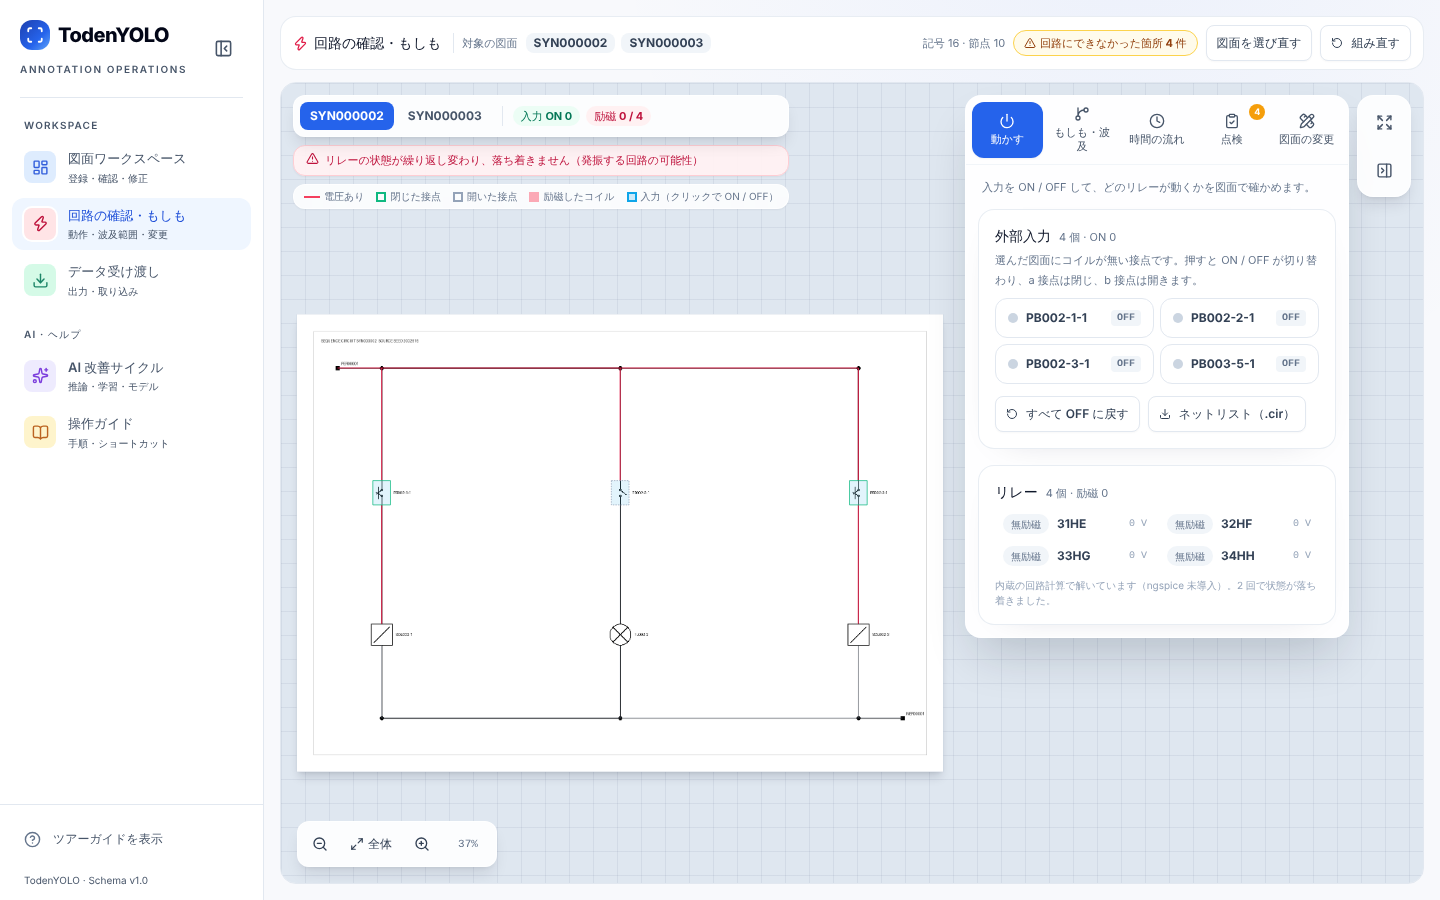 TodenYOLO
ANNOTATION OPERATIONS
WORKSPACE
図面ワークスペース
登録・確認・修正
回路の確認・もしも
動作・波及範囲・変更
データ受け渡し
出力・取り込み
AI・ヘルプ
AI 改善サイクル
推論・学習・モデル
操作ガイド
手順・ショートカット
ツアーガイドを表示
TodenYOLO · Schema v1.0
回路の確認・もしも
対象の図面 SYN000002 SYN000003
記号 16 · 節点 10
回路にできなかった箇所 4 件
図面を選び直す
組み直す
SYN000002 SYN000003 入力 ON 0 励磁 0 / 4
リレーの状態が繰り返し変わり、落ち着きません（発振する回路の可能性）
電圧あり 閉じた接点 開いた接点 励磁したコイル 入力（クリックで ON / OFF）
全体 37%
動かす
もしも・波及
時間の流れ
点検
4
図面の変更
入力を ON / OFF して、どのリレーが動くかを図面で確かめます。
外部入力 4 個 · ON 0
選んだ図面にコイルが無い接点です。押すと ON / OFF が切り替
わり、a 接点は閉じ、b 接点は開きます。
PB002-1-1 OFF PB002-2-1 OFF
PB002-3-1 OFF PB003-5-1 OFF
すべて OFF に戻す ネットリスト（.cir）
リレー 4 個 · 励磁 0
無励磁 31HE 0 V 無励磁 32HF 0 V
無励磁 33HG 0 V 無励磁 34HH 0 V
内蔵の回路計算で解いています（ngspice 未導入）。2 回で状態が落ち
着きました。